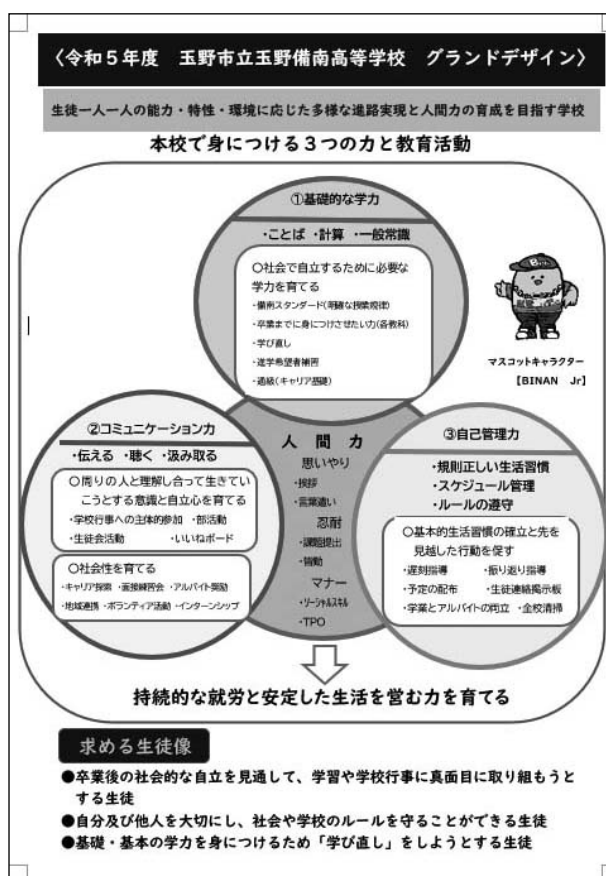 〈令和５年度　玉野市立玉野備南高等学校　グランドデザイン〉
生徒一人一人の能力・特性・環境に応じた多様な進路実現と人間力の育成を目指す学校
本校で身につける３つの力と教育活動
①基礎的な学力
・ことば ・計算 ・一般常識
〇社会で自立するために必要な
学力を育てる
・備南スタンダード(明確な授業規律)
・卒業までに身につけさせたい力(各教科)
・学び直し
・進学希望者補習
・通級(キャリア基礎)
マスコットキャラクター
【BINAN　Jr】
②コミュニケーション力
・伝える ・聴く ・汲み取る
〇周りの人と理解し合って生きてい
こうとする意識と自立心を育てる
・学校行事への主体的参加　・部活動
・生徒会活動　・いいねボード
〇社会性を育てる
・キャリア探索 ・面接練習会 ・アルバイト奨励
・地域連携 ・ボランティア活動 ・インターンシップ
人　間　力
思いやり
・挨拶
・言葉遣い
忍耐
・課題提出
・皆勤
マナー
・ソーシャルスキル
・TPO
③自己管理力
・規則正しい生活習慣
・スケジュール管理
・ルールの遵守
〇基本的生活習慣の確立と先を
見越した行動を促す
・遅刻指導　・振り返り指導
・予定の配布　・生徒連絡掲示板
・学業とアルバイトの両立　・全校清掃
持続的な就労と安定した生活を営む力を育てる
求める生徒像
●卒業後の社会的な自立を見通して、学習や学校行事に真面目に取り組もうと
する生徒
●自分及び他人を大切にし、社会や学校のルールを守ることができる生徒
●基礎・基本の学力を身につけるため「学び直し」をしようとする生徒